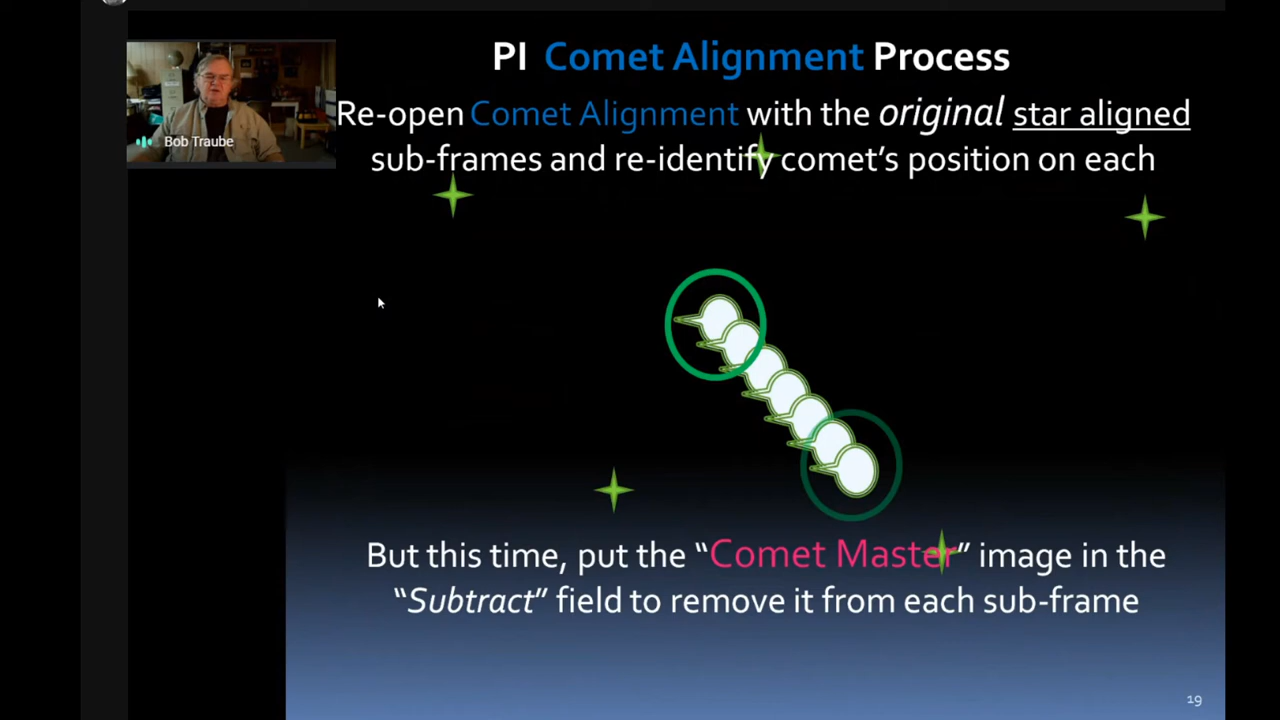 PI Comet Alignment Process
Re-open Comet Alignment with the original star aligned
sub-frames and re-identify comet's position on each
Bob Traube
But this time, put the “Comet Master” image in the
“Subtract” field to remove it from each sub-frame
19